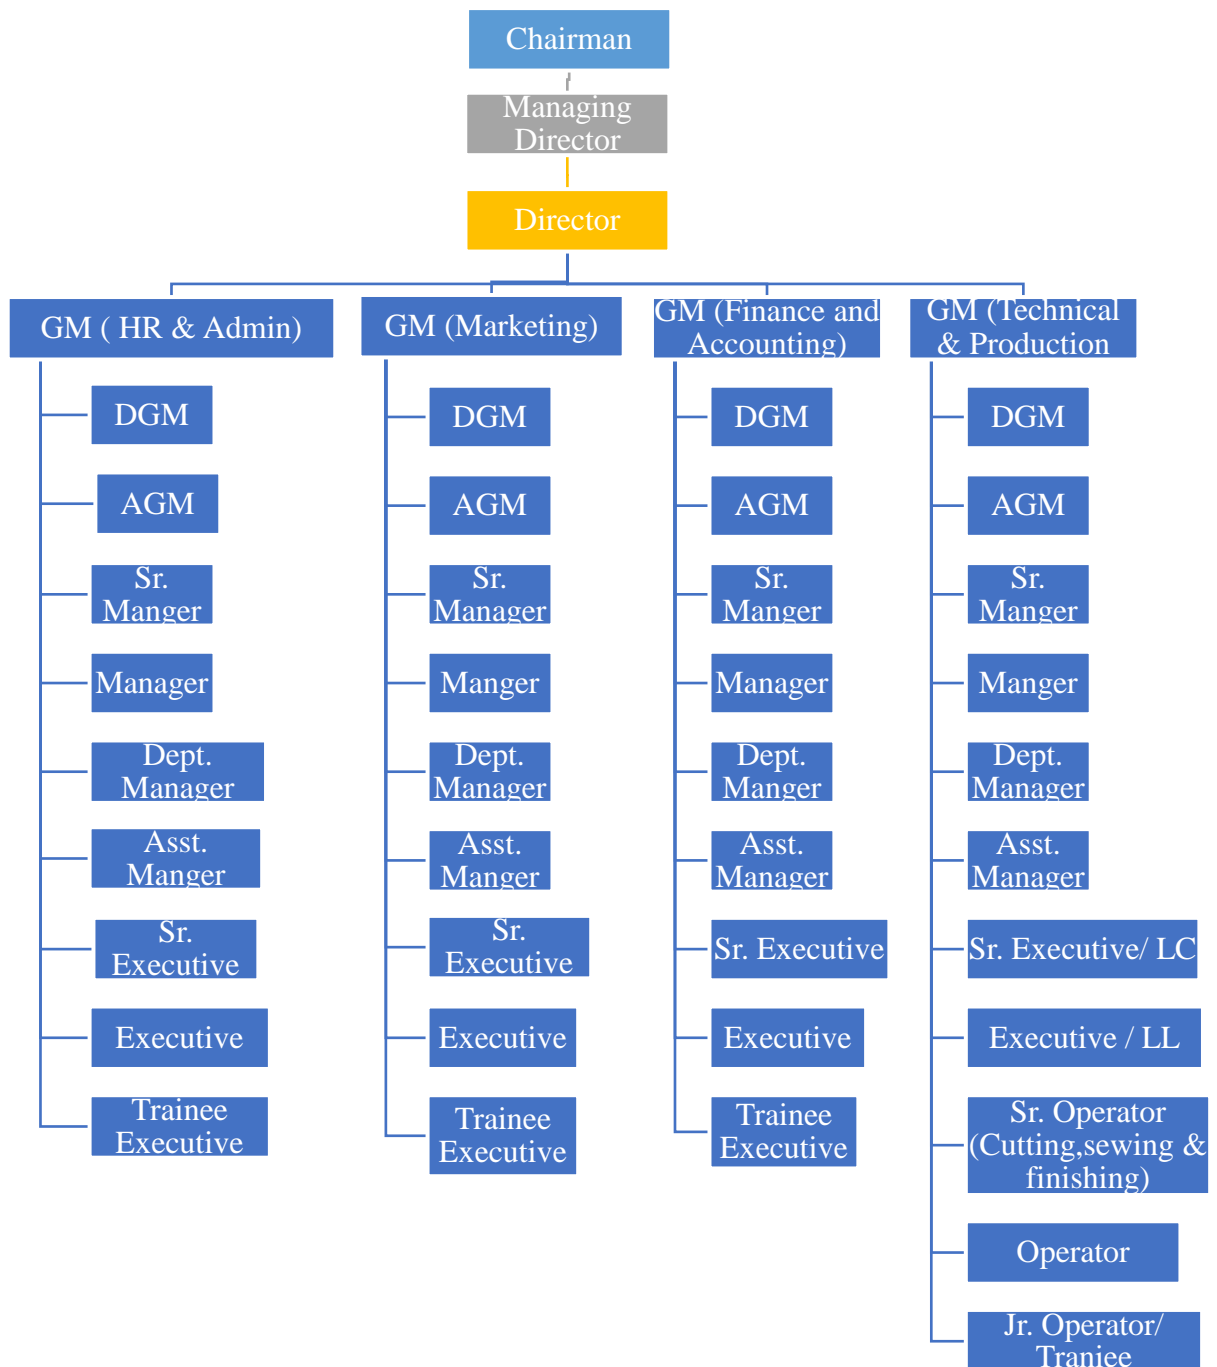 Chairman
Managing
Director
Director
GM ( HR & Admin)
DGM
AGM
Sr.
Manger
Manager
Dept.
Manager
Asst.
Manger
Sr.
Executive
Executive
Trainee
Executive
GM (Marketing)
DGM
AGM
Sr.
Manager
Manger
Dept.
Manager
Asst.
Manger
Sr.
Executive
Executive
Trainee
Executive
GM (Finance and
Accounting)
DGM
AGM
Sr.
Manger
Manager
Dept.
Manger
Asst.
Manager
Sr. Executive
Executive
Trainee
Executive
GM (Technical
& Production
DGM
AGM
Sr.
Manger
Manger
Dept.
Manager
Asst.
Manager
Sr. Executive/ LC
Executive / LL
Sr. Operator
(Cutting,sewing &
finishing)
Operator
Jr. Operator/
Traniee